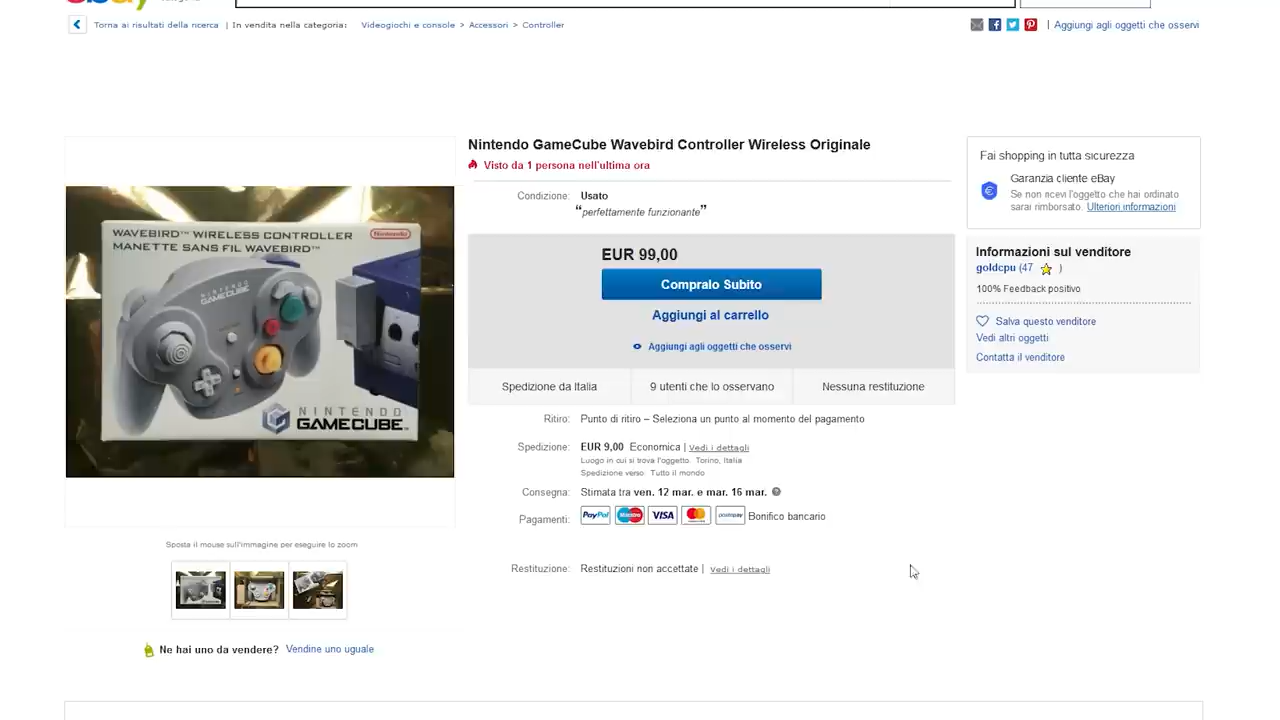 ebay
Torna ai risultati della ricerca | In vendita nella categoria: Videogiochi e console > Accessori > Controller
| Aggiungi agli oggetti che osservi
Nintendo GameCube Wavebird Controller Wireless Originale
Visto da 1 persona nell'ultima ora
Condizione: Usato
“perfettamente funzionante”
EUR 99,00
Compralo Subito
Aggiungi al carrello
Aggiungi agli oggetti che osservi
Spedizione da Italia
9 utenti che lo osservano
Nessuna restituzione
Ritiro: Punto di ritiro – Seleziona un punto al momento del pagamento
Spedizione: EUR 9,00 Economica | Vedi i dettagli
Luogo in cui si trova l'oggetto: Torino, Italia
Spedizione verso: Tutto il mondo
Consegna: Stimata tra ven. 12 mar. e mar. 16 mar.
Pagamenti: PayPal Maestro VISA MasterCard postepay Bonifico bancario
Restituzione: Restituzioni non accettate | Vedi i dettagli
Fai shopping in tutta sicurezza
Garanzia cliente eBay
Se non ricevi l'oggetto che hai ordinato
sarai rimborsato. Ulteriori informazioni
Informazioni sul venditore
goldcpu (47 )
100% Feedback positivo
Salva questo venditore
Vedi altri oggetti
Contatta il venditore
WAVEBIRD™ WIRELESS CONTROLLER
Nintendo
MANETTE SANS FIL WAVEBIRD™
NINTENDO
GAMECUBE
NINTENDO
GAMECUBE™
Sposta il mouse sull'immagine per eseguire lo zoom
Ne hai uno da vendere? Vendine uno uguale